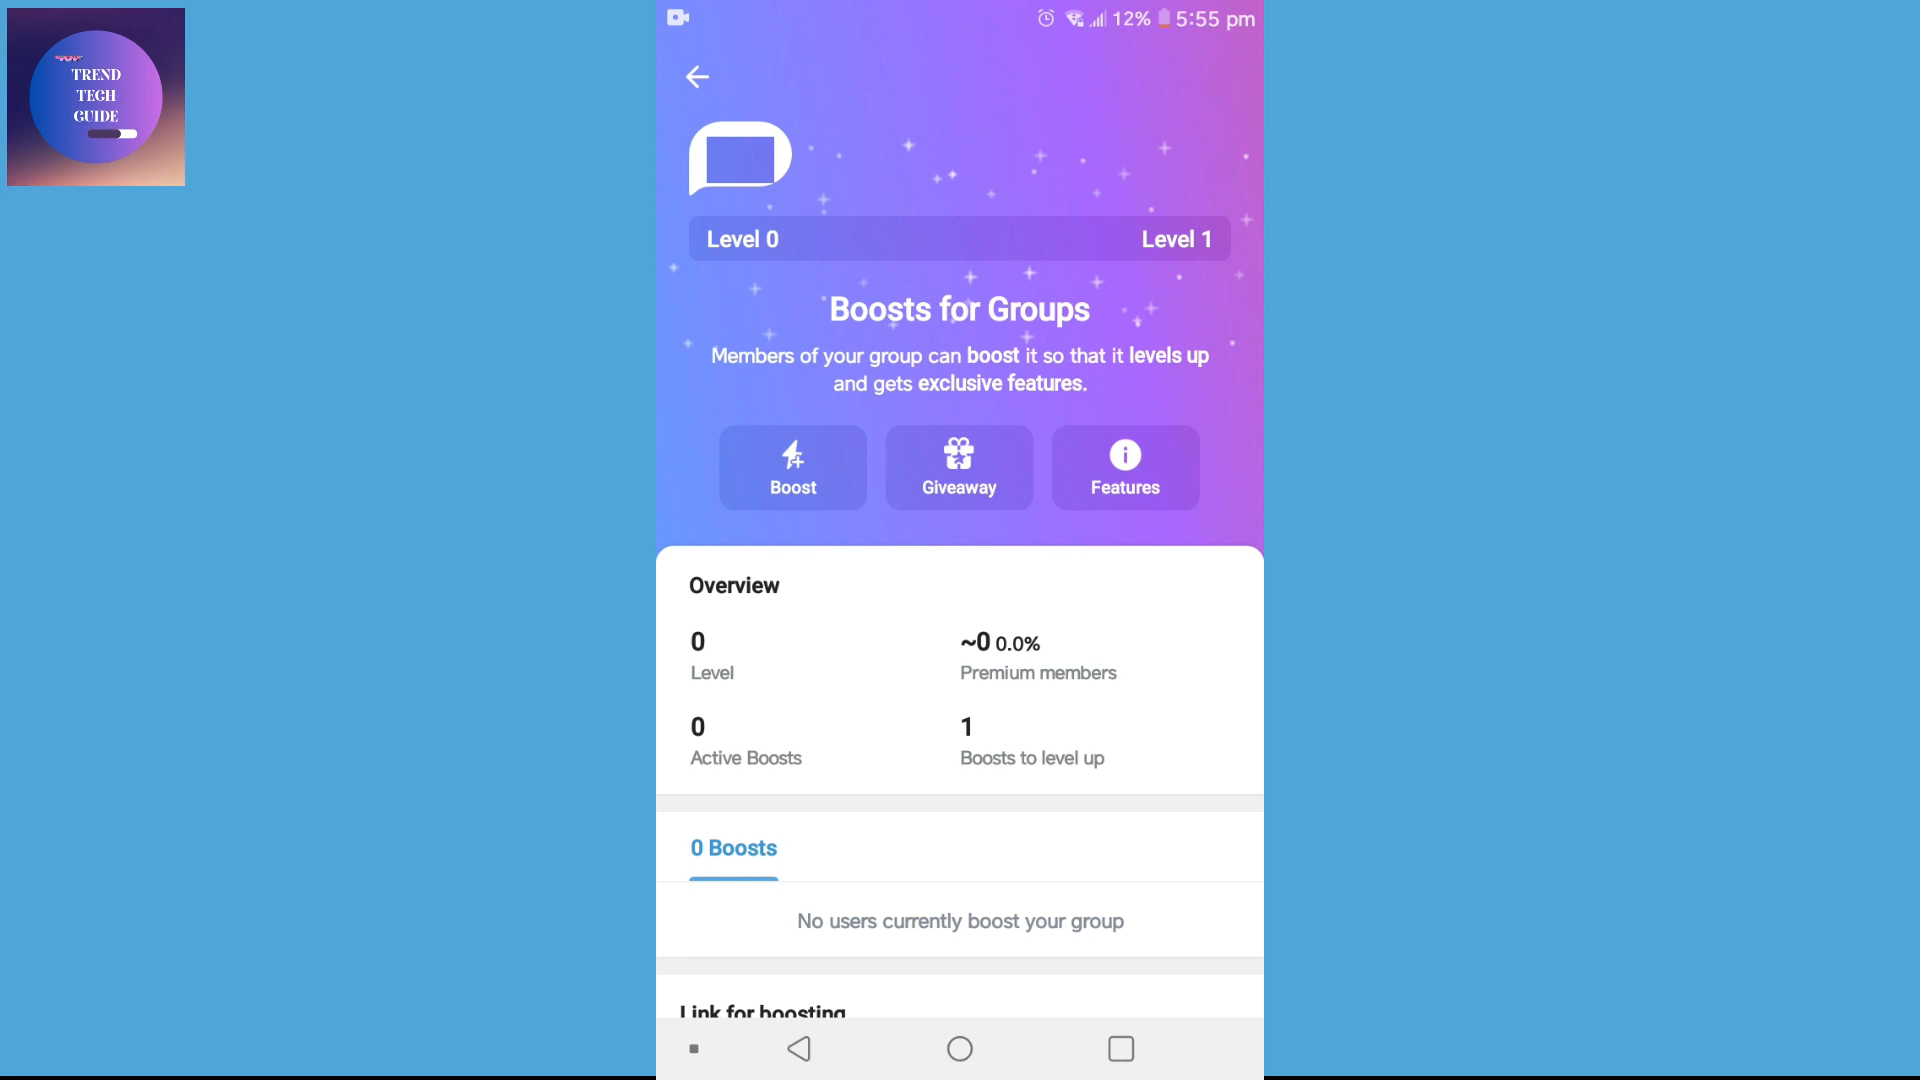 TREND
TECH
GUIDE
12% 5:55 pm
Level 0 Level 1
Boosts for Groups
Members of your group can boost it so that it levels up
and gets exclusive features.
Boost Giveaway Features
Overview
0 ~0 0.0%
Level Premium members
0 1
Active Boosts Boosts to level up
0 Boosts
No users currently boost your group
Link for boosting